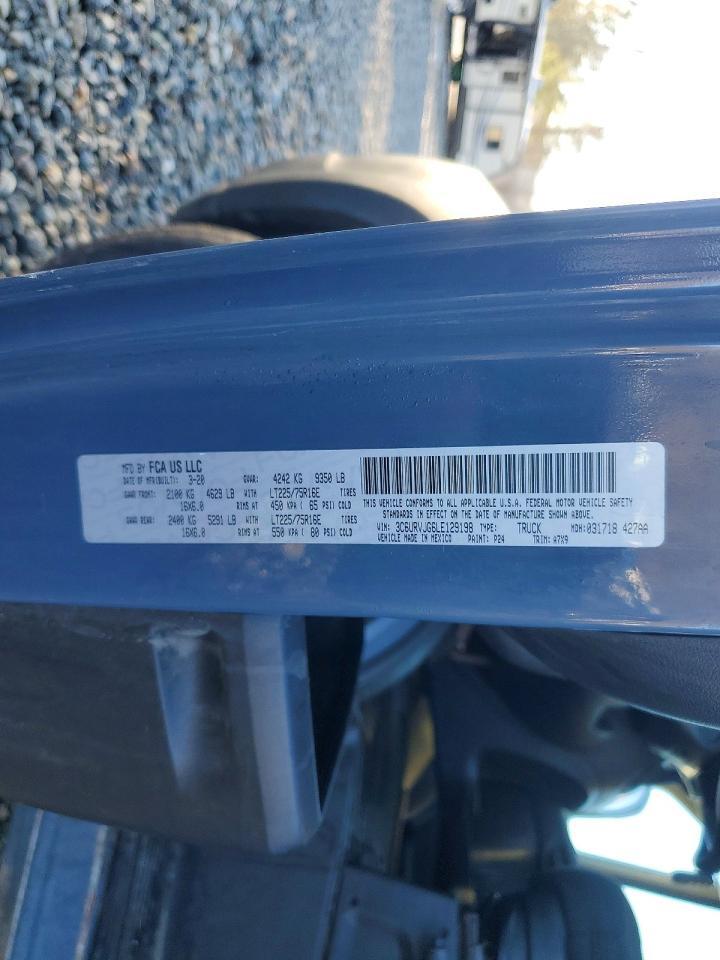 MFD BY FCA US LLC
DATE OF MFR(BUILT): 3-20 GVWR: 4242 KG 9350 LB
GAWR FRONT: 2100 KG 4629 LB WITH LT225/75R16E TIRES
16X6.0 RIMS AT 450 KPA ( 65 PSI) COLD
GAWR REAR: 2400 KG 5291 LB WITH LT225/75R16E TIRES
16X6.0 RIMS AT 550 KPA ( 80 PSI) COLD
THIS VEHICLE CONFORMS TO ALL APPLICABLE U.S.A. FEDERAL MOTOR VEHICLE SAFETY
STANDARDS IN EFFECT ON THE DATE OF MANUFACTURE SHOWN ABOVE.
VIN: 3C6URVJG6LE129198 TYPE: TRUCK MDH: 031718 427AA
VEHICLE MADE IN MEXICO PAINT: P24 TRIM: A7X9